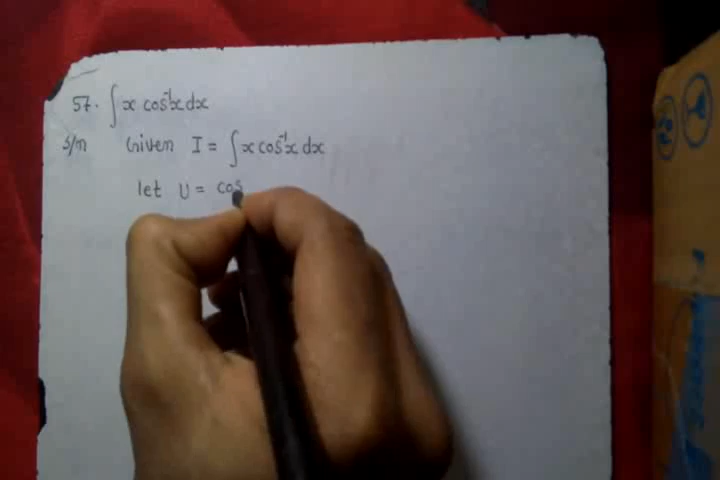 57. ∫ x cos⁻¹x dx
s/n Given I = ∫ x cos⁻¹x dx
let U = cos